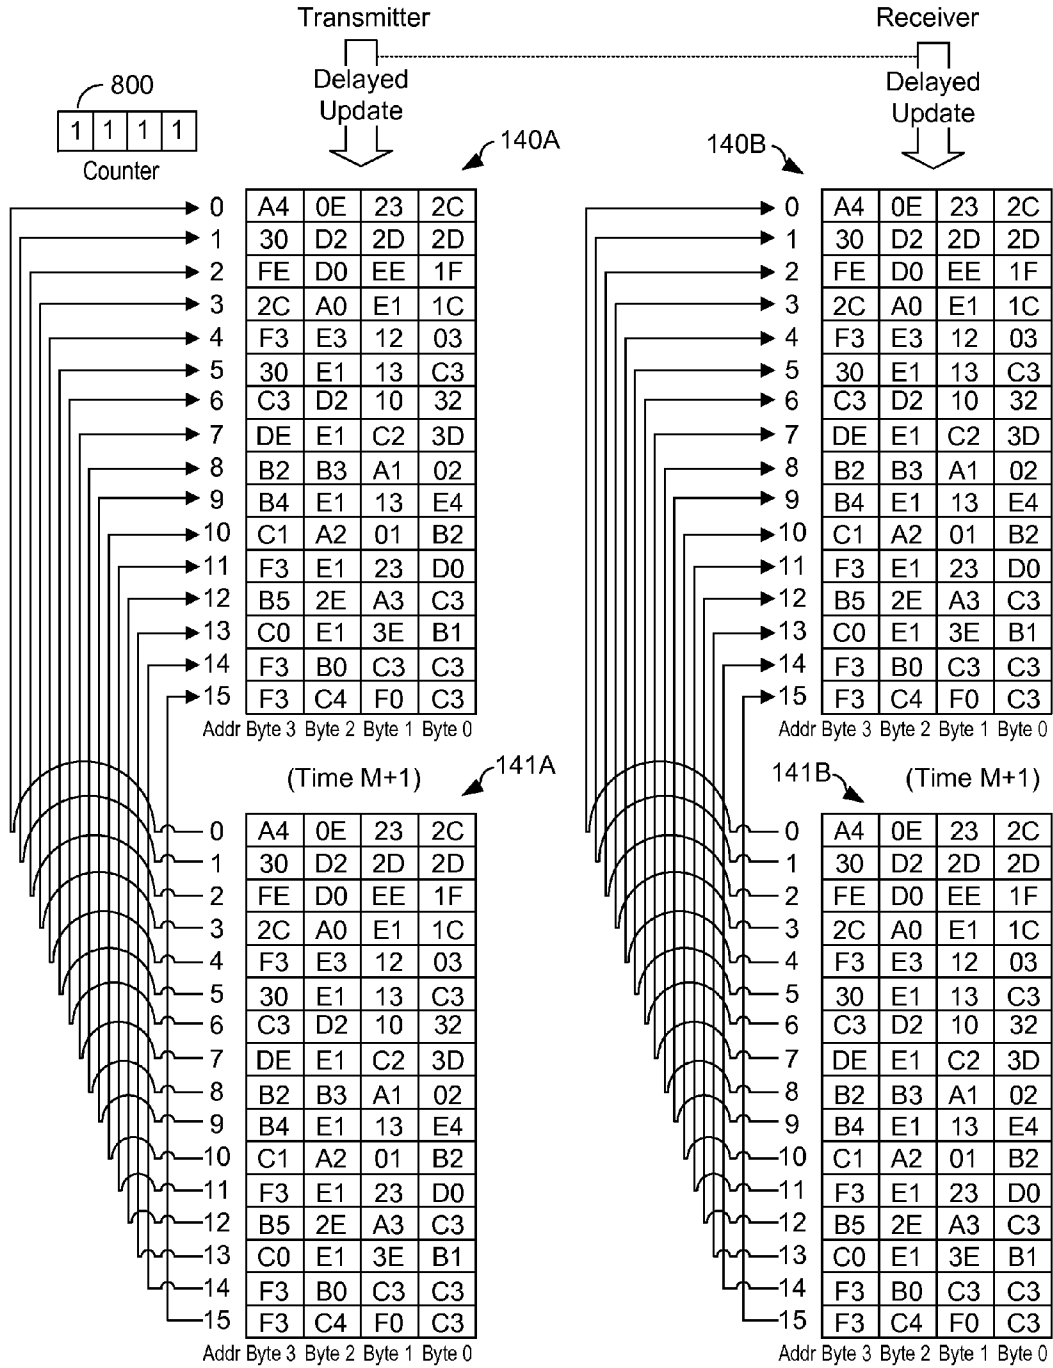 Transmitter Receiver
Delayed Update Delayed Update
800
1 1 1 1
Counter
140A 140B
0 A4 0E 23 2C 0 A4 0E 23 2C
1 30 D2 2D 2D 1 30 D2 2D 2D
2 FE D0 EE 1F 2 FE D0 EE 1F
3 2C A0 E1 1C 3 2C A0 E1 1C
4 F3 E3 12 03 4 F3 E3 12 03
5 30 E1 13 C3 5 30 E1 13 C3
6 C3 D2 10 32 6 C3 D2 10 32
7 DE E1 C2 3D 7 DE E1 C2 3D
8 B2 B3 A1 02 8 B2 B3 A1 02
9 B4 E1 13 E4 9 B4 E1 13 E4
10 C1 A2 01 B2 10 C1 A2 01 B2
11 F3 E1 23 D0 11 F3 E1 23 D0
12 B5 2E A3 C3 12 B5 2E A3 C3
13 C0 E1 3E B1 13 C0 E1 3E B1
14 F3 B0 C3 C3 14 F3 B0 C3 C3
15 F3 C4 F0 C3 15 F3 C4 F0 C3
Addr Byte 3 Byte 2 Byte 1 Byte 0 Addr Byte 3 Byte 2 Byte 1 Byte 0
(Time M+1) 141A 141B (Time M+1)
0 A4 0E 23 2C 0 A4 0E 23 2C
1 30 D2 2D 2D 1 30 D2 2D 2D
2 FE D0 EE 1F 2 FE D0 EE 1F
3 2C A0 E1 1C 3 2C A0 E1 1C
4 F3 E3 12 03 4 F3 E3 12 03
5 30 E1 13 C3 5 30 E1 13 C3
6 C3 D2 10 32 6 C3 D2 10 32
7 DE E1 C2 3D 7 DE E1 C2 3D
8 B2 B3 A1 02 8 B2 B3 A1 02
9 B4 E1 13 E4 9 B4 E1 13 E4
10 C1 A2 01 B2 10 C1 A2 01 B2
11 F3 E1 23 D0 11 F3 E1 23 D0
12 B5 2E A3 C3 12 B5 2E A3 C3
13 C0 E1 3E B1 13 C0 E1 3E B1
14 F3 B0 C3 C3 14 F3 B0 C3 C3
15 F3 C4 F0 C3 15 F3 C4 F0 C3
Addr Byte 3 Byte 2 Byte 1 Byte 0 Addr Byte 3 Byte 2 Byte 1 Byte 0